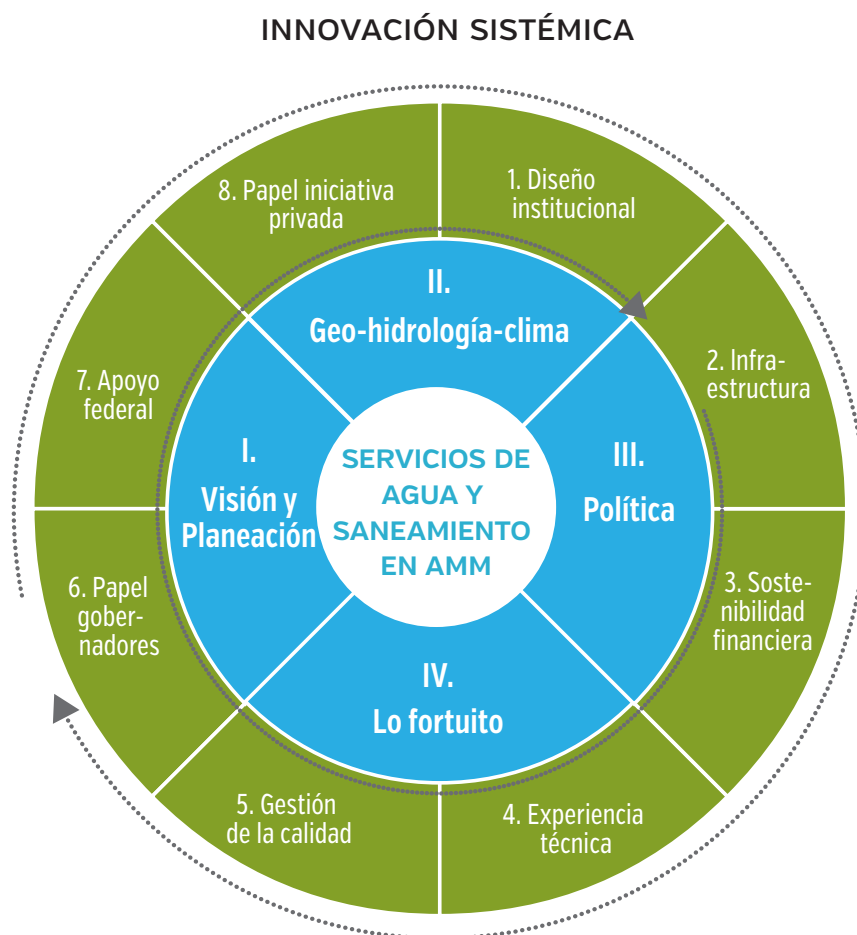 INNOVACIÓN SISTÉMICA
1. Diseño
institucional
2. Infra-
estructura
3. Soste-
nibilidad
financiera
4. Experiencia
técnica
5. Gestión
de la calidad
6. Papel
gober-
nadores
7. Apoyo
federal
8. Papel iniciativa
privada
I.
Visión y
Planeación
II.
Geo-hidrología-clima
III.
Política
IV.
Lo fortuito
SERVICIOS DE
AGUA Y
SANEAMIENTO
EN AMM